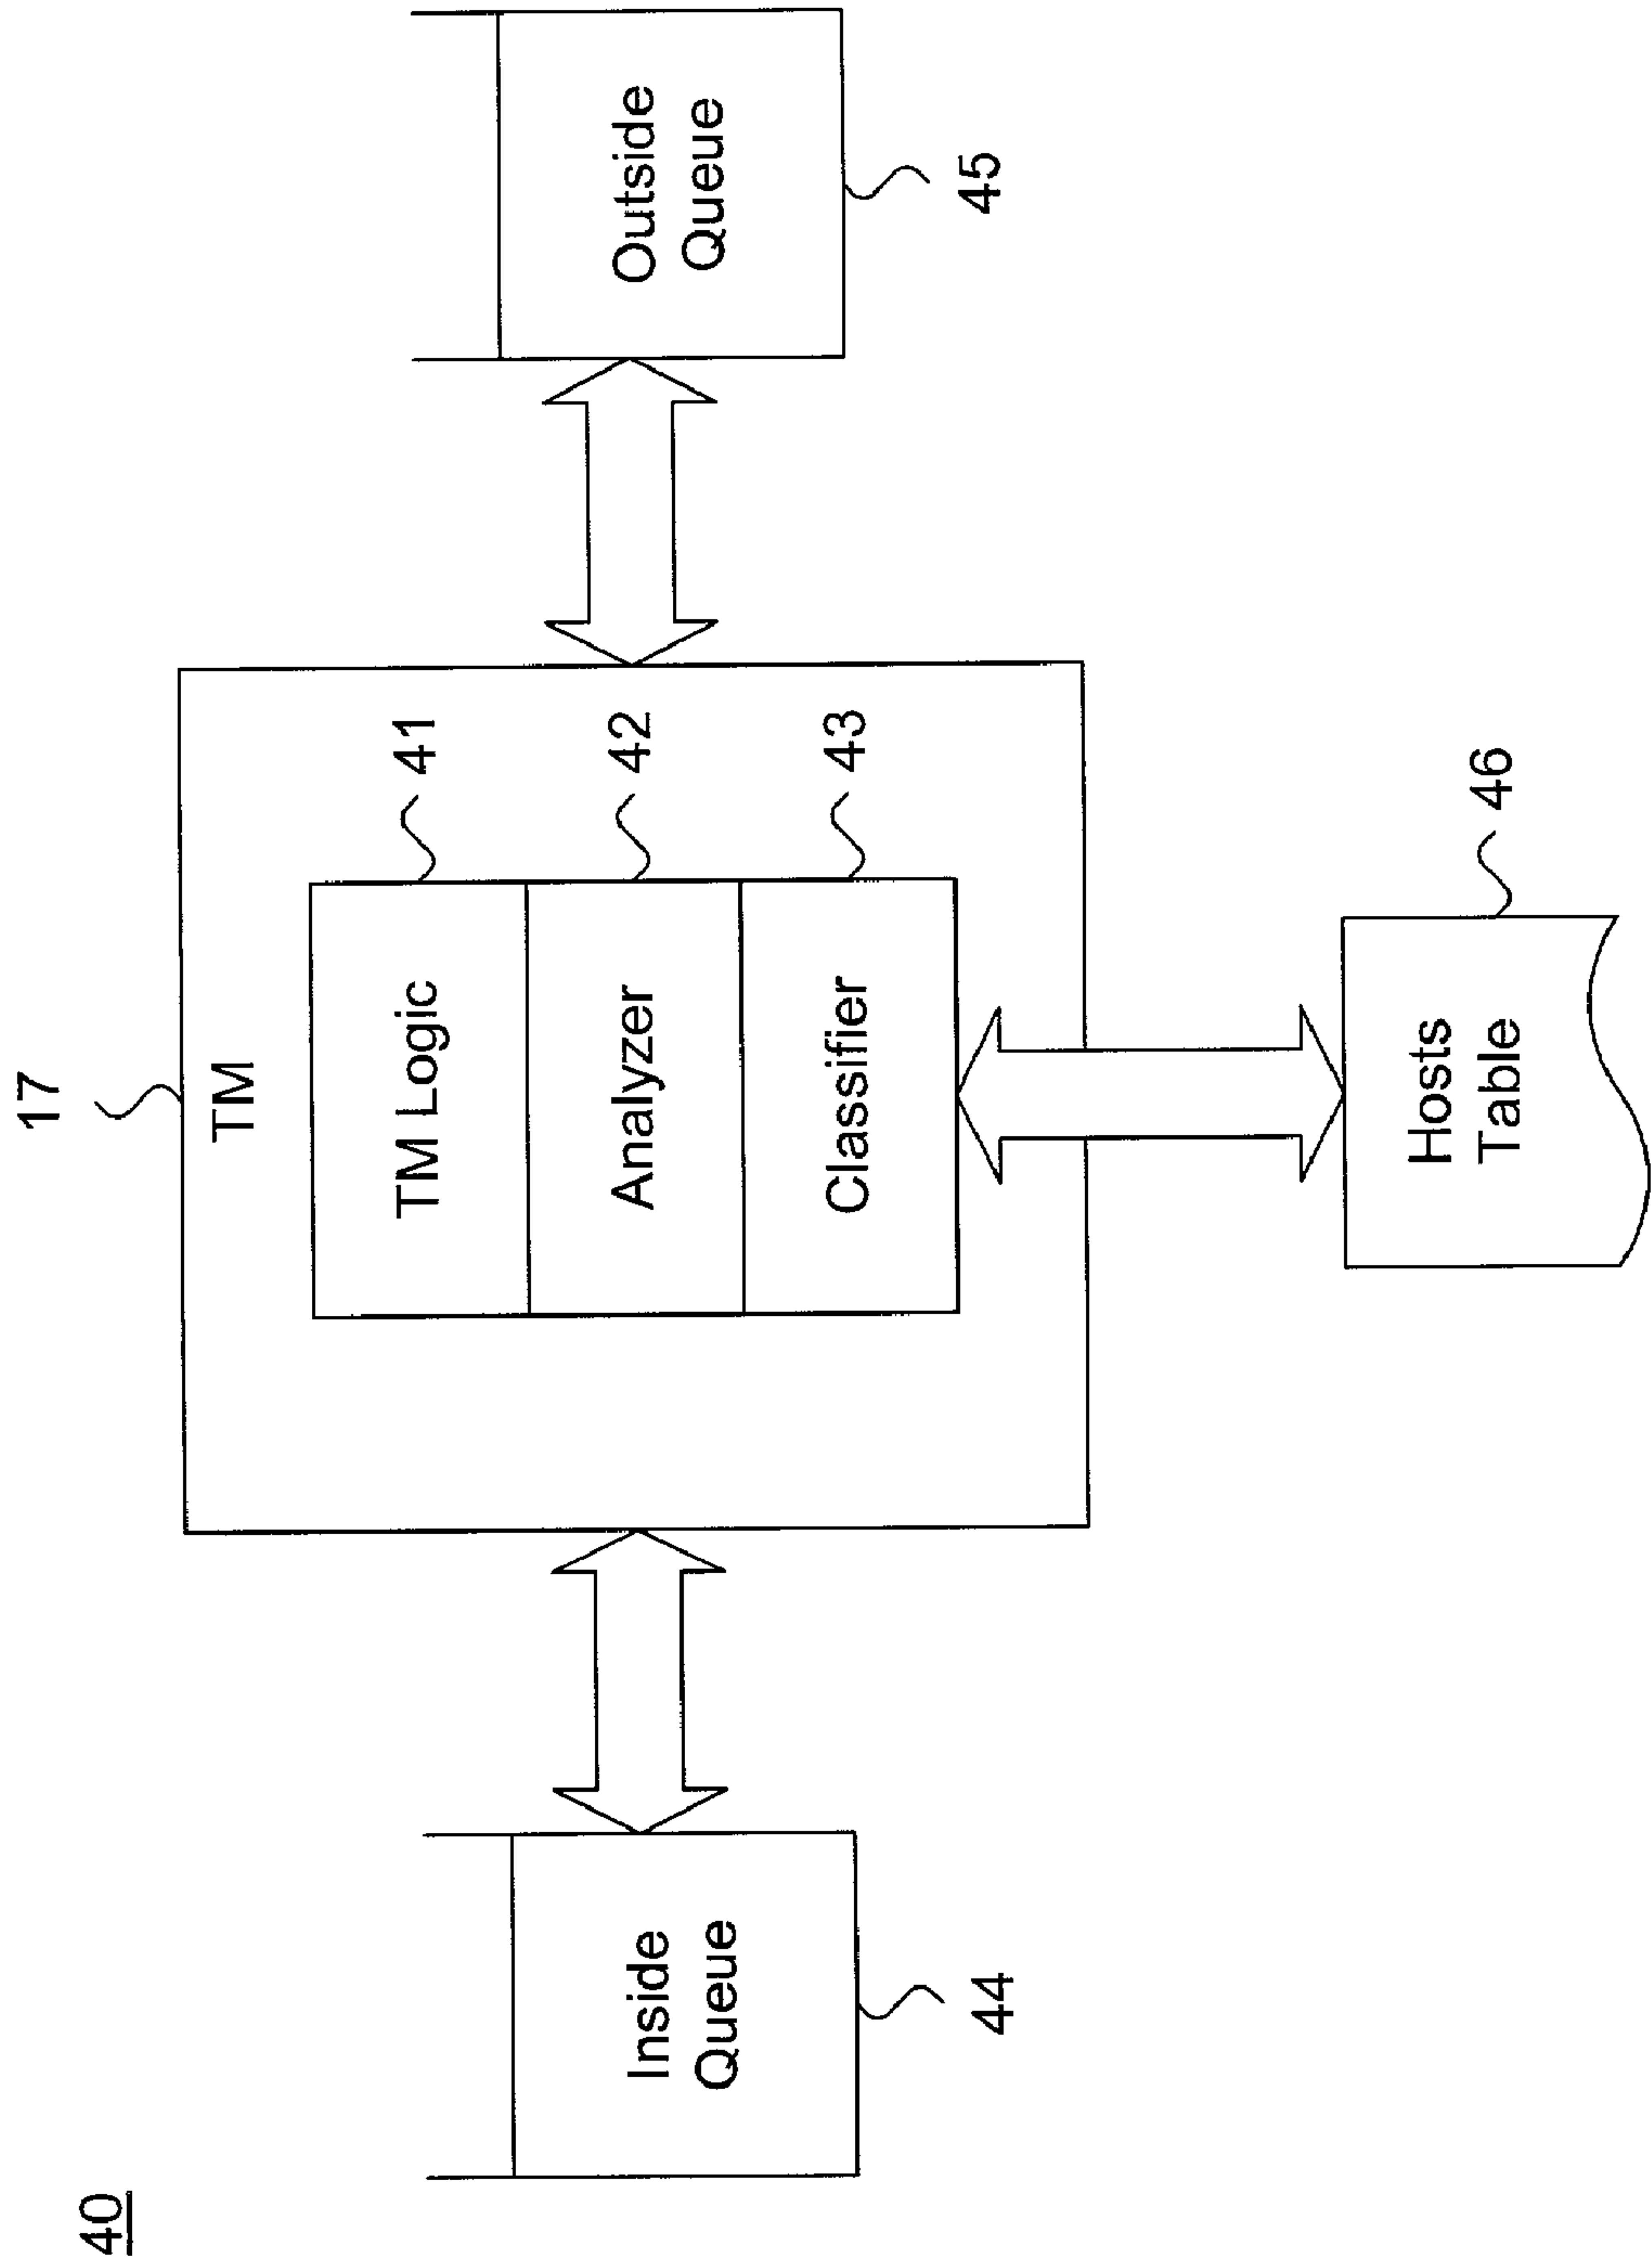 40
17
TM
TM Logic
41
Analyzer
42
Classifier
43
Inside
Queue
44
Outside
Queue
45
Hosts
Table
46